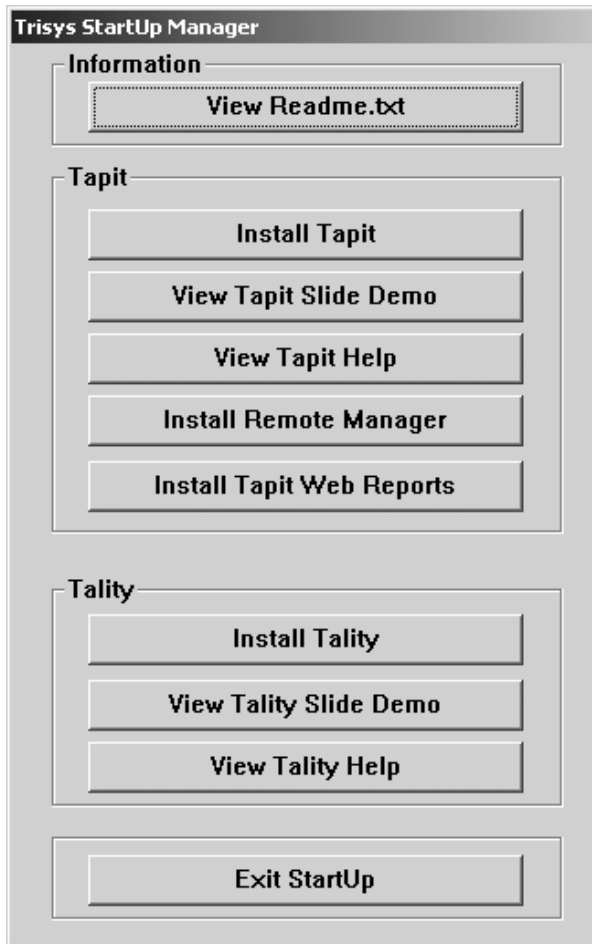 Trisys StartUp Manager
Information
View Readme.txt
Tapit
Install Tapit
View Tapit Slide Demo
View Tapit Help
Install Remote Manager
Install Tapit Web Reports
Tality
Install Tality
View Tality Slide Demo
View Tality Help
Exit StartUp